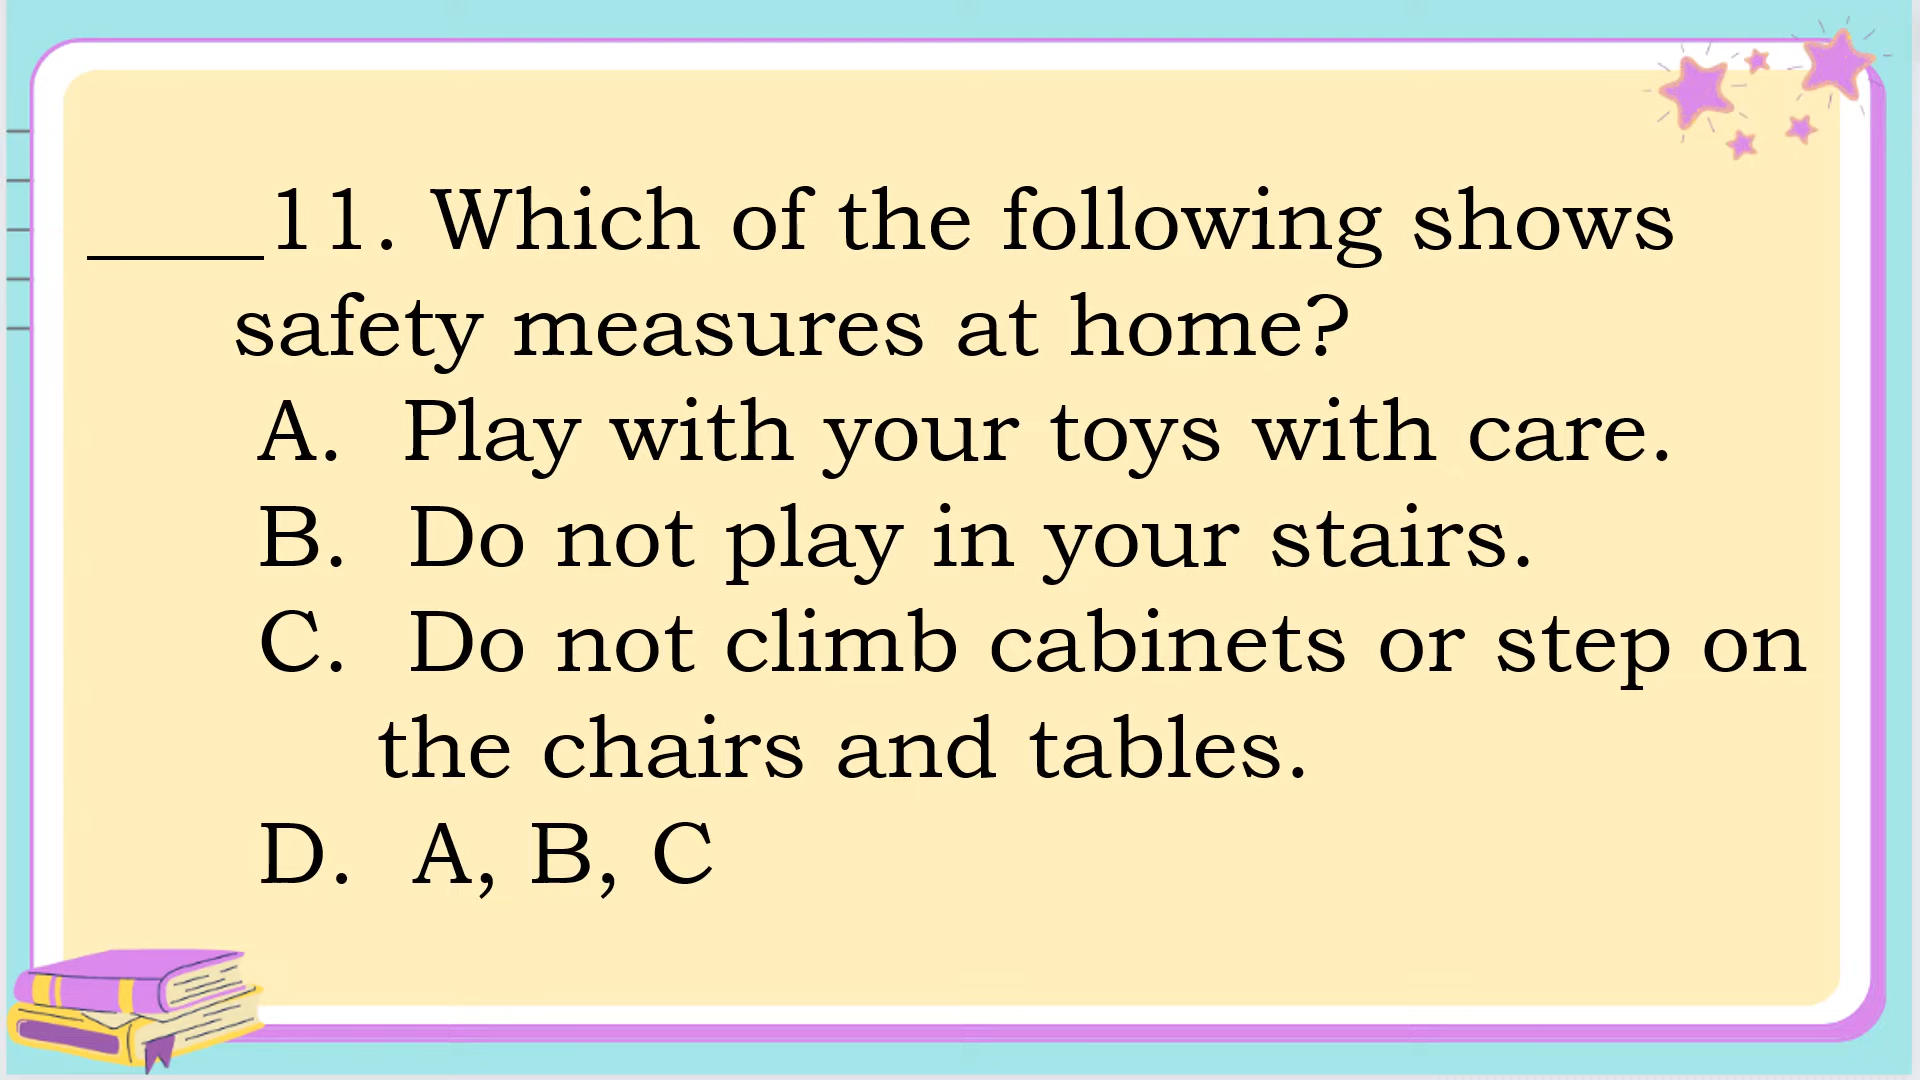 ____11. Which of the following shows
safety measures at home?
A. Play with your toys with care.
B. Do not play in your stairs.
C. Do not climb cabinets or step on
the chairs and tables.
D. A, B, C